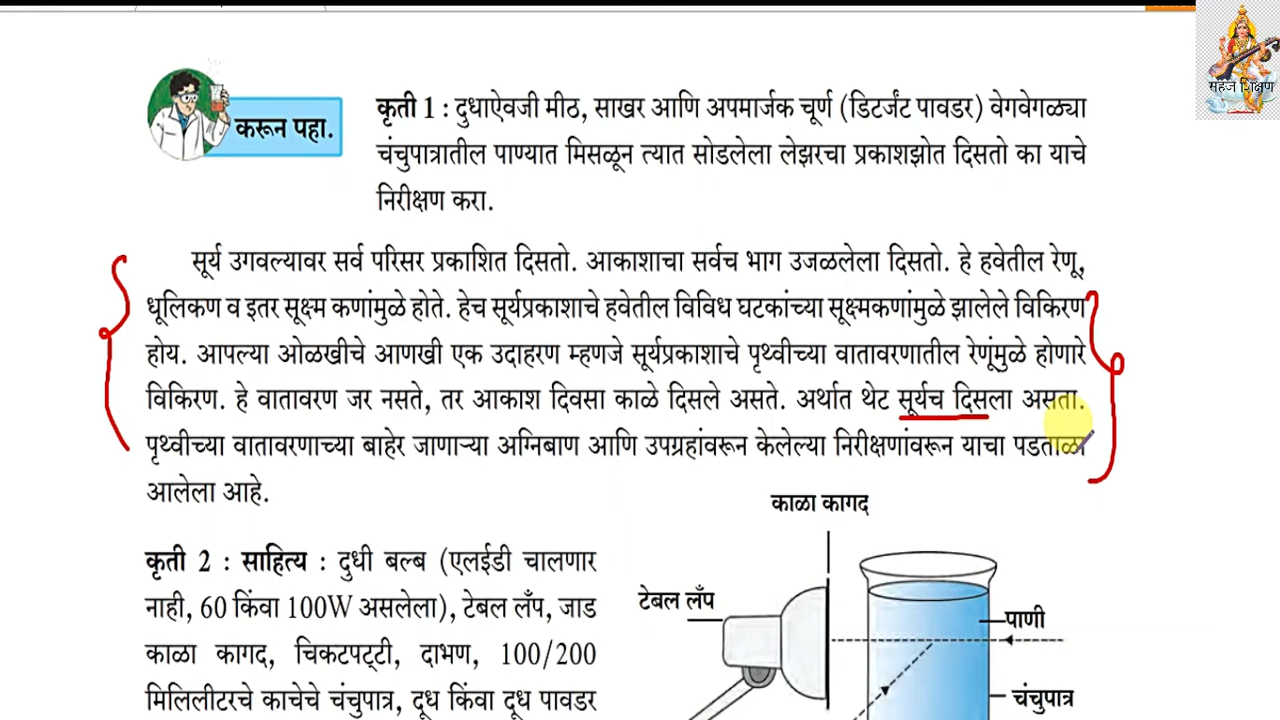 सहज शिक्षण
करून पहा.
कृती 1 : दुधाऐवजी मीठ, साखर आणि अपमार्जक चूर्ण (डिटर्जंट पावडर) वेगवेगळ्या
चंचुपात्रातील पाण्यात मिसळून त्यात सोडलेला लेझरचा प्रकाशझोत दिसतो का याचे
निरीक्षण करा.
सूर्य उगवल्यावर सर्व परिसर प्रकाशित दिसतो. आकाशाचा सर्वच भाग उजळलेला दिसतो. हे हवेतील रेणू,
धूलिकण व इतर सूक्ष्म कणांमुळे होते. हेच सूर्यप्रकाशाचे हवेतील विविध घटकांच्या सूक्ष्मकणांमुळे झालेले विकिरण
होय. आपल्या ओळखीचे आणखी एक उदाहरण म्हणजे सूर्यप्रकाशाचे पृथ्वीच्या वातावरणातील रेणूंमुळे होणारे
विकिरण. हे वातावरण जर नसते, तर आकाश दिवसा काळे दिसले असते. अर्थात थेट सूर्यच दिसला असता.
पृथ्वीच्या वातावरणाच्या बाहेर जाणाऱ्या अग्निबाण आणि उपग्रहांवरून केलेल्या निरीक्षणांवरून याचा पडताळा
आलेला आहे.
कृती 2 : साहित्य : दुधी बल्ब (एलईडी चालणार
नाही, 60 किंवा 100W असलेला), टेबल लँप, जाड
काळा कागद, चिकटपट्टी, दाभण, 100/200
मिलिलीटरचे काचेचे चंचुपात्र, दूध किंवा दूध पावडर
काळा कागद
टेबल लँप
पाणी
चंचुपात्र